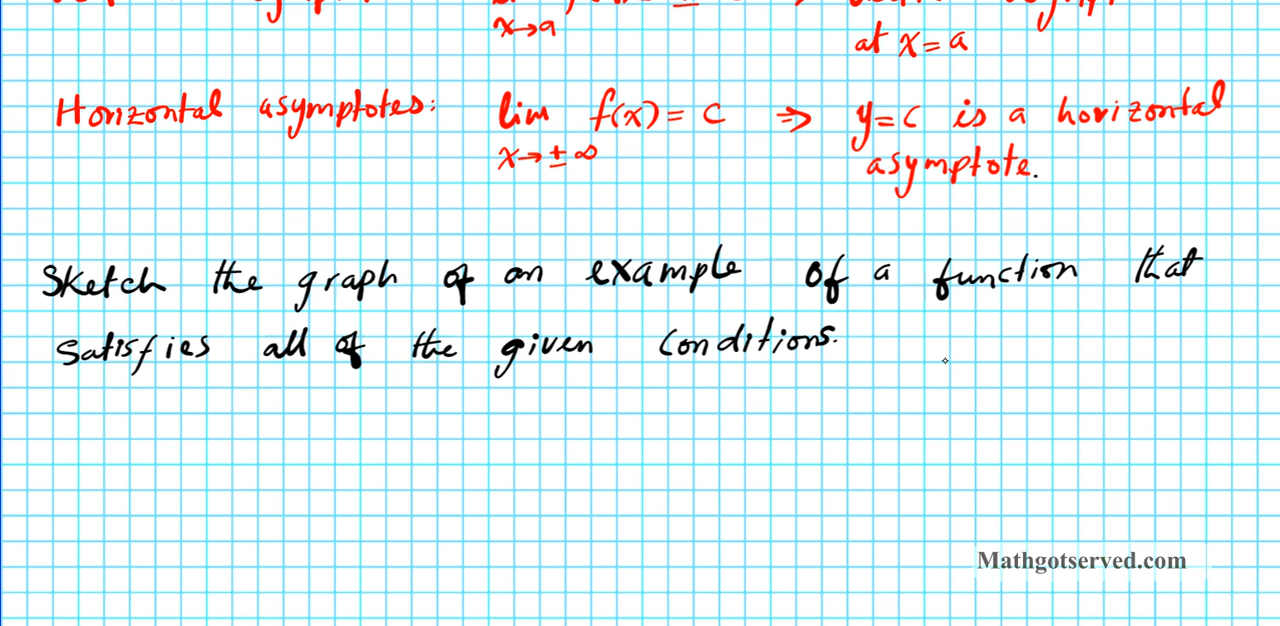 x→a
at x = a
Horizontal asymptotes: lim f(x) = c ⇒ y=c is a horizontal
x→±∞ asymptote.
Sketch the graph of an example of a function that
satisfies all of the given conditions.
Mathgotserved.com